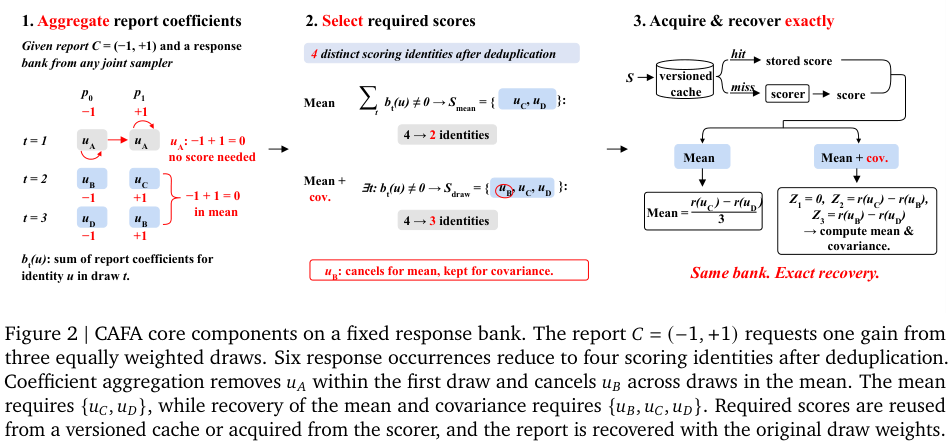 1. Aggregate report coefficients
Given report C = (−1, +1) and a response
bank from any joint sampler
p0 p1
−1 +1
t = 1 uA uA uA: −1 + 1 = 0
no score needed
t = 2 uB uC
−1 +1
−1 + 1 = 0
in mean
t = 3 uD uB
−1 +1
bt(u): sum of report coefficients for
identity u in draw t.
2. Select required scores
4 distinct scoring identities after deduplication
Mean ∑t bt(u) ≠ 0 → Smean = { uC, uD }:
4 → 2 identities
Mean +
cov. ∃t: bt(u) ≠ 0 → Sdraw = { uB, uC, uD }:
4 → 3 identities
uB: cancels for mean, kept for covariance.
3. Acquire & recover exactly
S versioned
cache
hit stored score
miss scorer score
Mean Mean + cov.
Mean = r(uC) − r(uD) / 3
Z1 = 0, Z2 = r(uC) − r(uB),
Z3 = r(uB) − r(uD)
→ compute mean &
covariance.
Same bank. Exact recovery.
Figure 2 | CAFA core components on a fixed response bank. The report C = (−1, +1) requests one gain from
three equally weighted draws. Six response occurrences reduce to four scoring identities after deduplication.
Coefficient aggregation removes uA within the first draw and cancels uB across draws in the mean. The mean
requires {uC, uD}, while recovery of the mean and covariance requires {uB, uC, uD}. Required scores are reused
from a versioned cache or acquired from the scorer, and the report is recovered with the original draw weights.